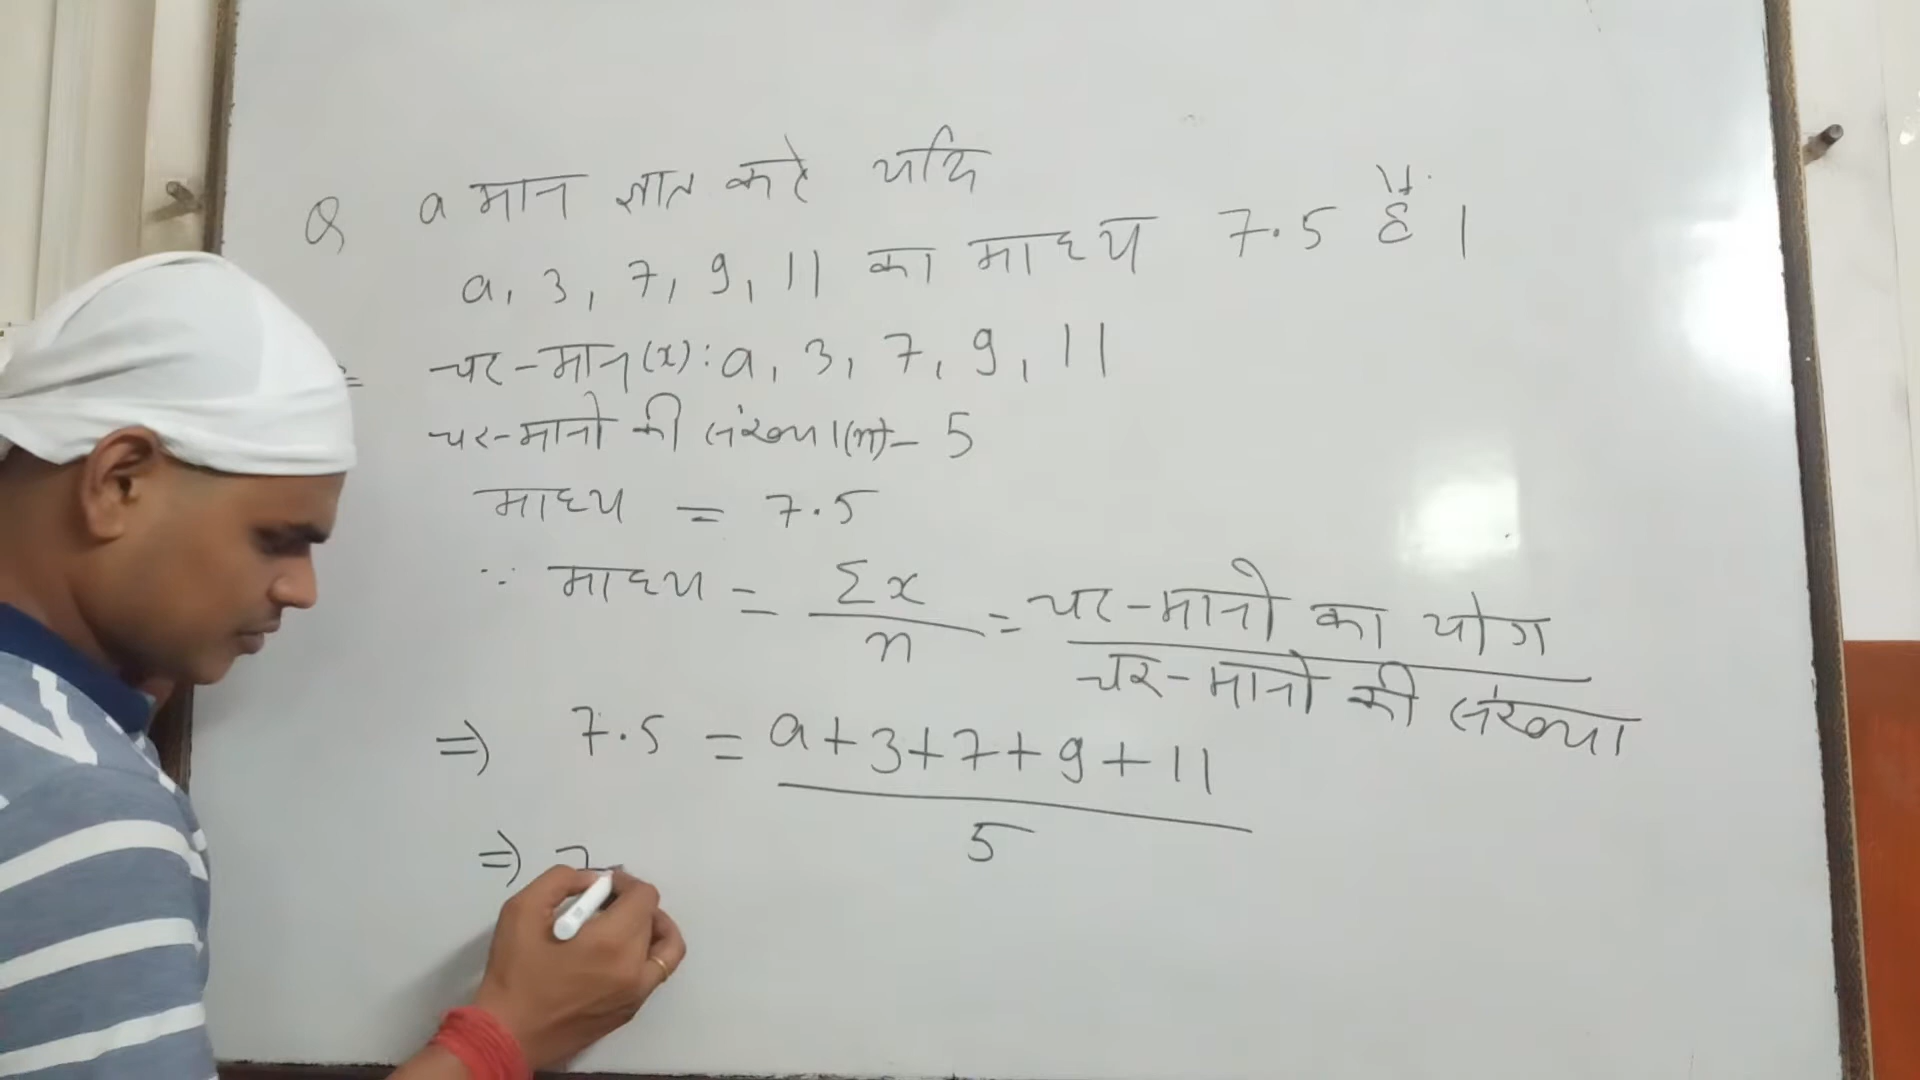 Q a मान ज्ञात करे यदि
a, 3, 7, 9, 11 का माध्य 7.5 है।
= चर-मान(x): a, 3, 7, 9, 11
चर-मानो की संख्या(n)- 5
माध्य = 7.5
∵ माध्य = Σx / n = चर-मानो का योग / चर-मानो की संख्या
⇒ 7.5 = a+3+7+9+11 / 5
⇒ 7